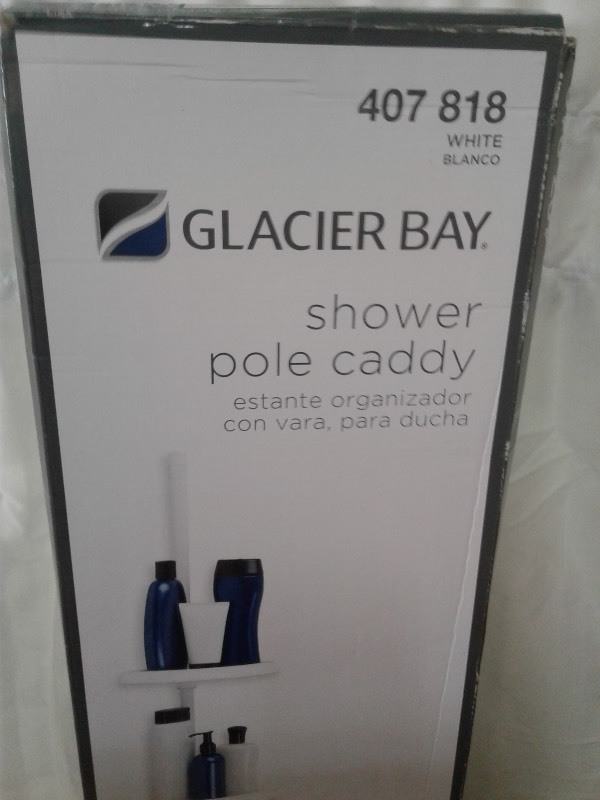 407 818
WHITE
BLANCO
GLACIER BAY®
shower
pole caddy
estante organizador
con vara, para ducha